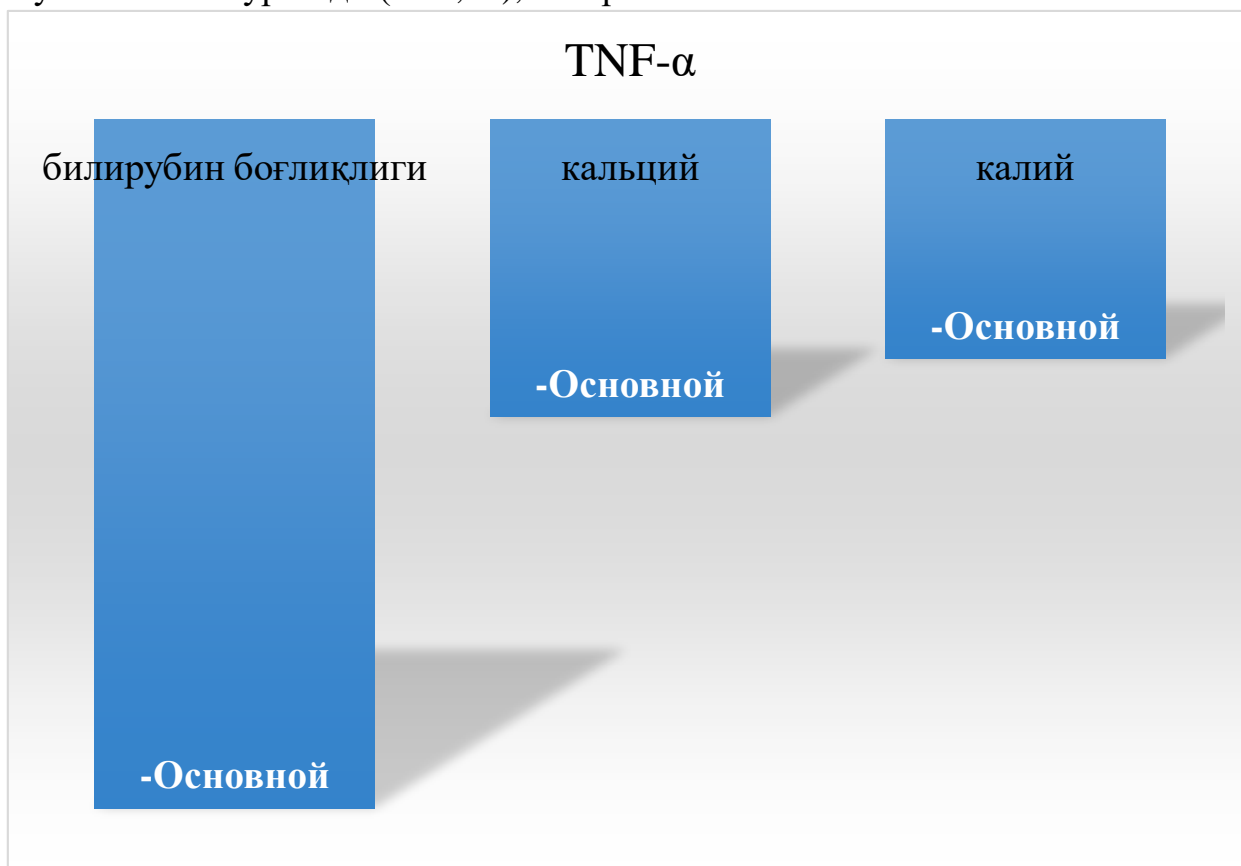 TNF-α
билирубин боғлиқлиги
кальций
калий
-Основной
-Основной
-Основной